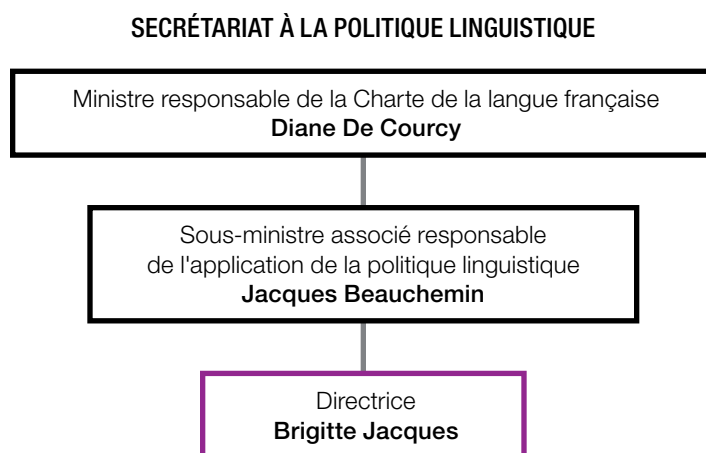 SECRÉTARIAT À LA POLITIQUE LINGUISTIQUE
Ministre responsable de la Charte de la langue française
Diane De Courcy
Sous-ministre associé responsable
de l'application de la politique linguistique
Jacques Beauchemin
Directrice
Brigitte Jacques